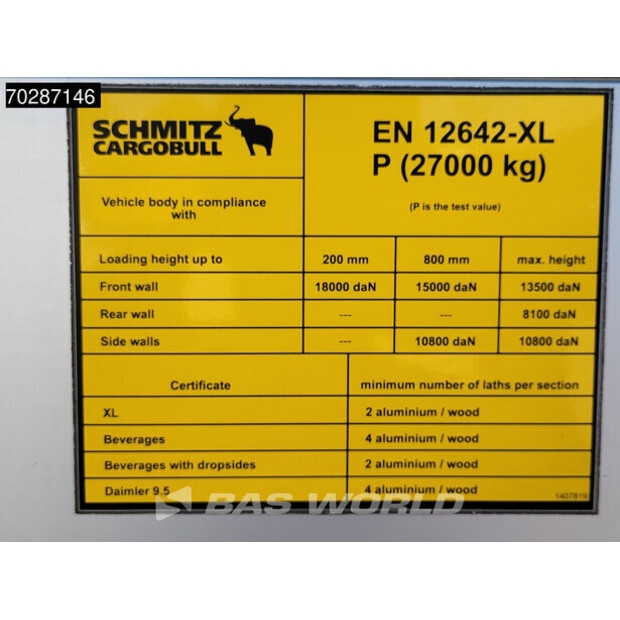 70287146
SCHMITZ
CARGOBULL
EN 12642-XL
P (27000 kg)
Vehicle body in compliance
with
(P is the test value)
Loading height up to 200 mm 800 mm max. height
Front wall 18000 daN 15000 daN 13500 daN
Rear wall --- --- 8100 daN
Side walls --- 10800 daN 10800 daN
Certificate minimum number of laths per section
XL 2 aluminium / wood
Beverages 4 aluminium / wood
Beverages with dropsides 2 aluminium / wood
Daimler 9.5 4 aluminium / wood
1407819
BAS WORLD